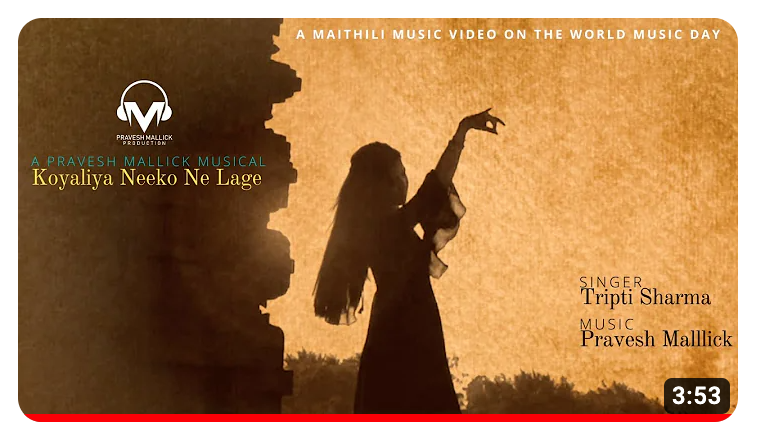 A MAITHILI MUSIC VIDEO ON THE WORLD MUSIC DAY
PRAVESH MALLICK
PRODUCTION
A PRAVESH MALLICK MUSICAL
Koyaliya Neeko Ne Lage
SINGER
Tripti Sharma
MUSIC
Pravesh Malllick
3:53